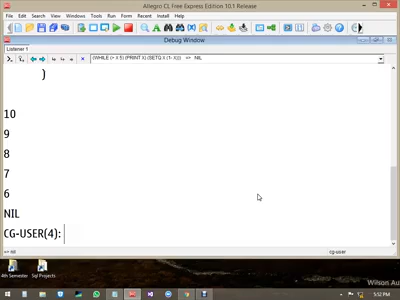 Allegro CL Free Express Edition 10.1 Release
File Edit View Windows Tools Run Form Recent Install Help
Debug Window
Listener 1
(WHILE (> X 5) (PRINT X) (SETQ X (1- X))) => NIL
)
10
9
8
7
6
NIL
CG-USER(4):
=> nil
cg-user
4th Semester Sql Projects
5:12 PM